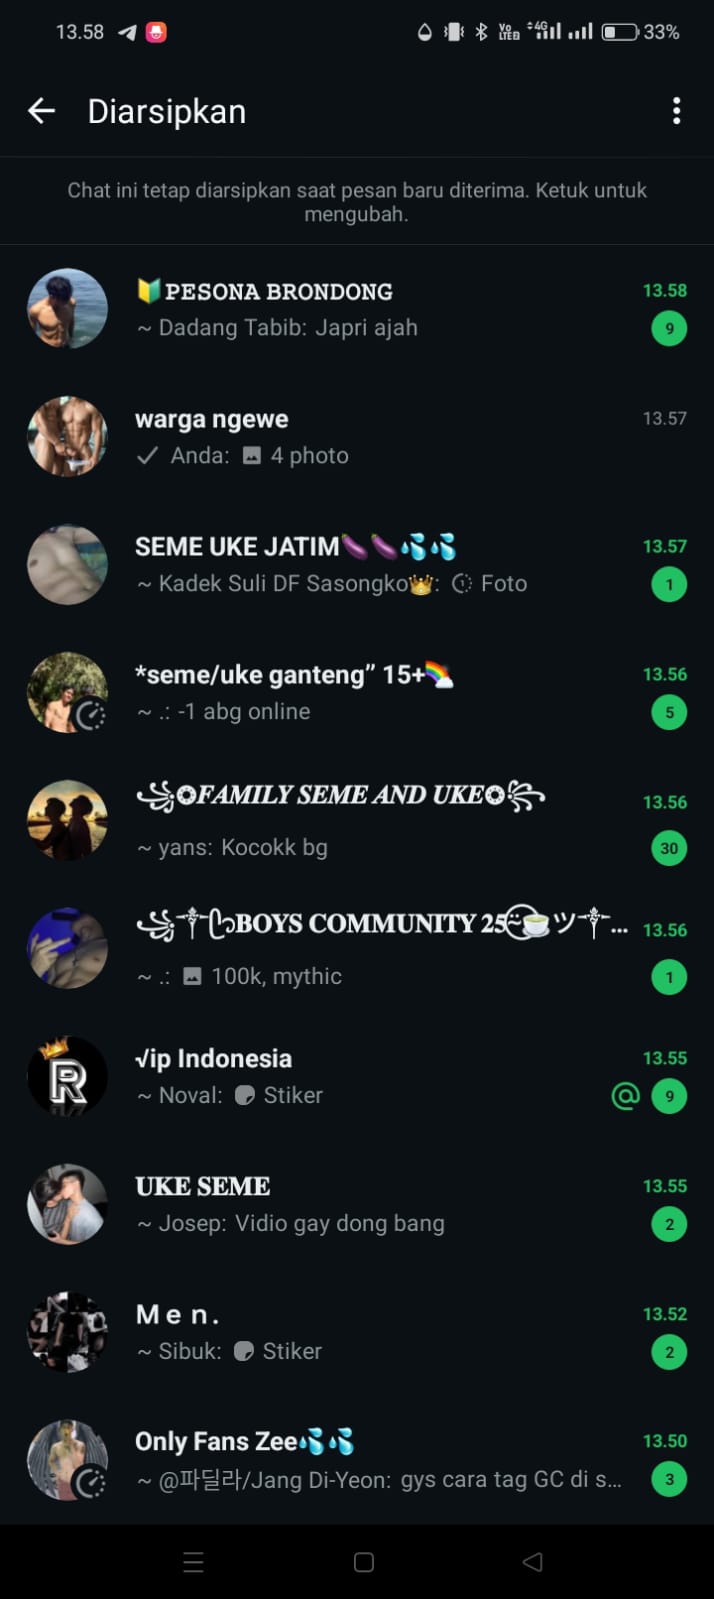 13.58
VoLTE 4G 33%
Diarsipkan
Chat ini tetap diarsipkan saat pesan baru diterima. Ketuk untuk
mengubah.
🔰PESONA BRONDONG 13.58
~ Dadang Tabib: Japri ajah 9
warga ngewe 13.57
✓ Anda: 4 photo
SEME UKE JATIM🍆🍆💦💦 13.57
~ Kadek Suli DF Sasongko👑: Foto 1
*seme/uke ganteng” 15+🌈 13.56
~ .: -1 abg online 5
꧁❂FAMILY SEME AND UKE❂꧂ 13.56
~ yans: Kocokk bg 30
꧁༒BOYS COMMUNITY 25🍵ツ༒... 13.56
~ .: 100k, mythic 1
√ip Indonesia 13.55
~ Noval: Stiker @ 9
R
UKE SEME 13.55
~ Josep: Vidio gay dong bang 2
M e n . 13.52
~ Sibuk: Stiker 2
Only Fans Zee💦💦 13.50
~ @파딜라/Jang Di-Yeon: gys cara tag GC di s... 3